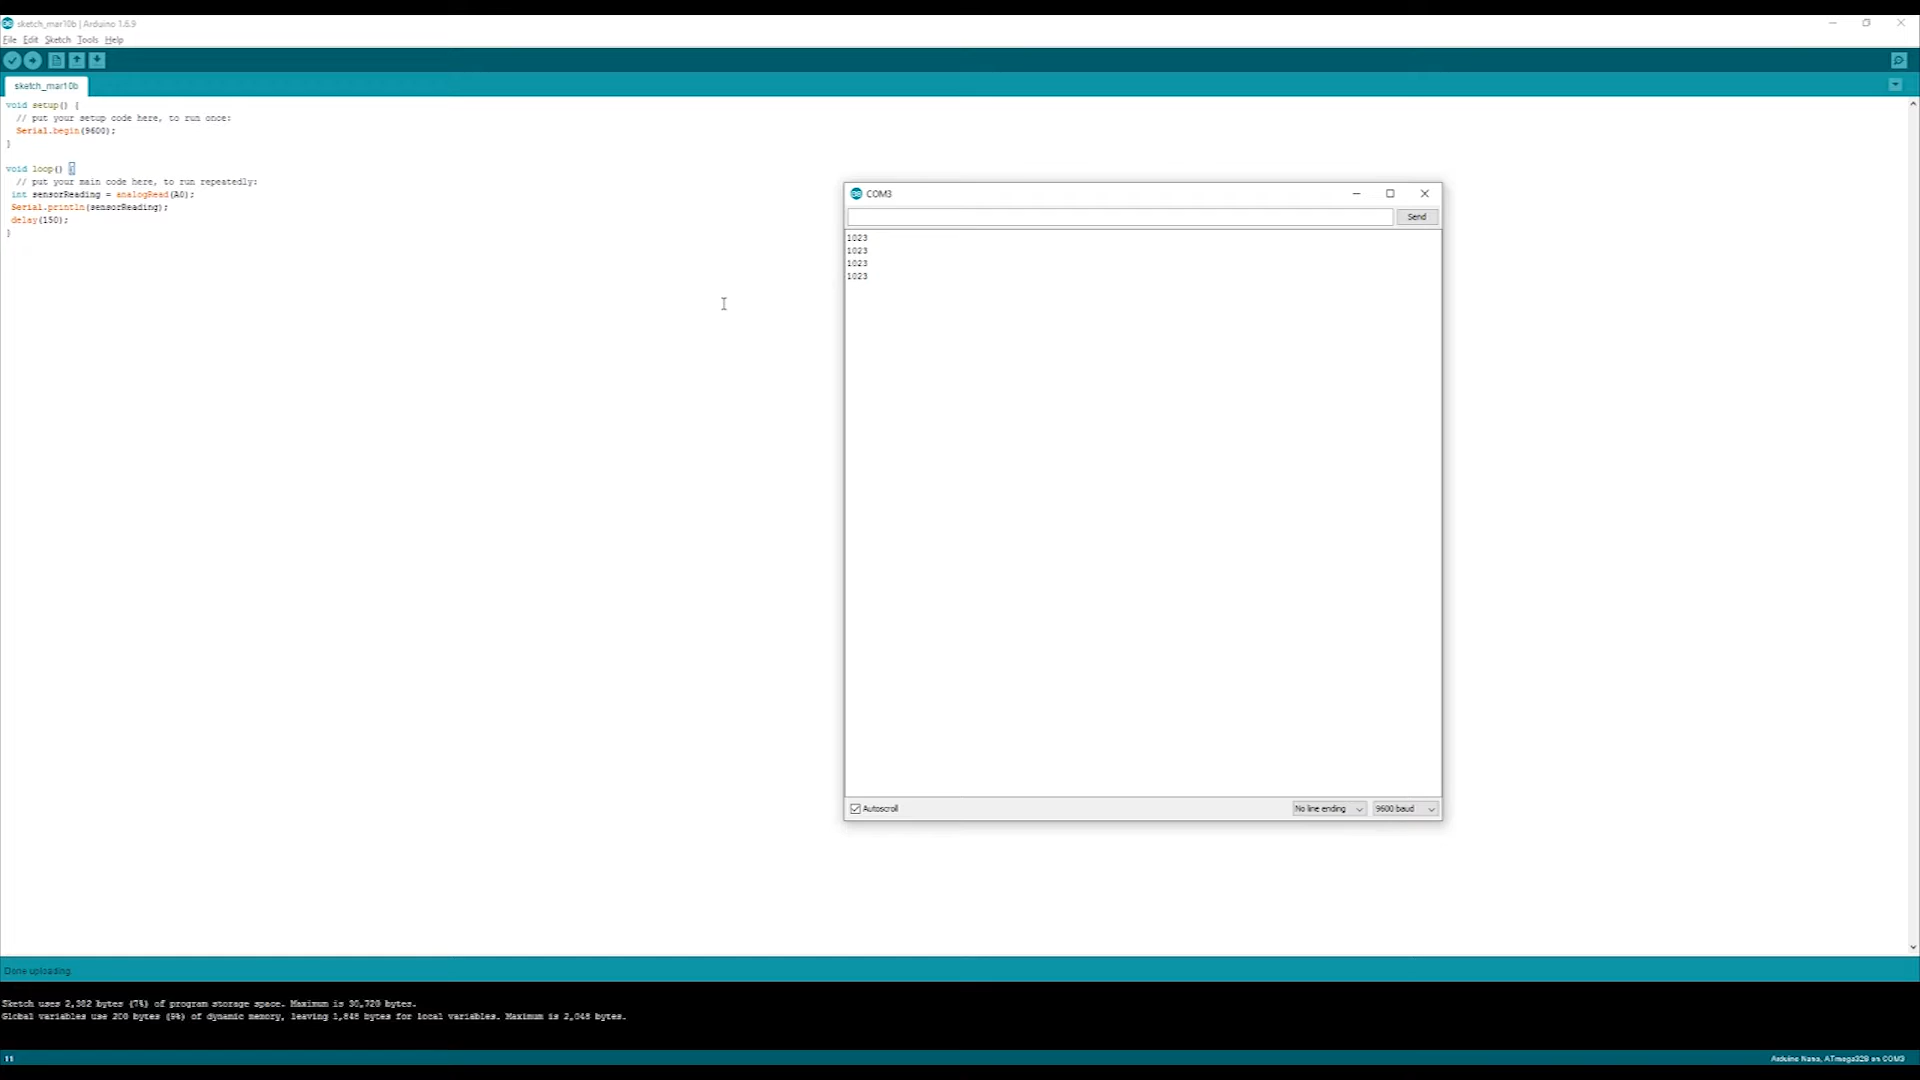 sketch_mar10b | Arduino 1.6.9
File Edit Sketch Tools Help
sketch_mar10b
void setup() {
// put your setup code here, to run once:
Serial.begin(9600);
}
void loop() {
// put your main code here, to run repeatedly:
int sensorReading = analogRead(A0);
Serial.println(sensorReading);
delay(150);
}
COM3
Send
1023
1023
1023
1023
Autoscroll
No line ending
9600 baud
Done uploading.
Sketch uses 2,382 bytes (7%) of program storage space. Maximum is 30,720 bytes.
Global variables use 200 bytes (9%) of dynamic memory, leaving 1,848 bytes for local variables. Maximum is 2,048 bytes.
11
Arduino Nano, ATmega328 on COM3